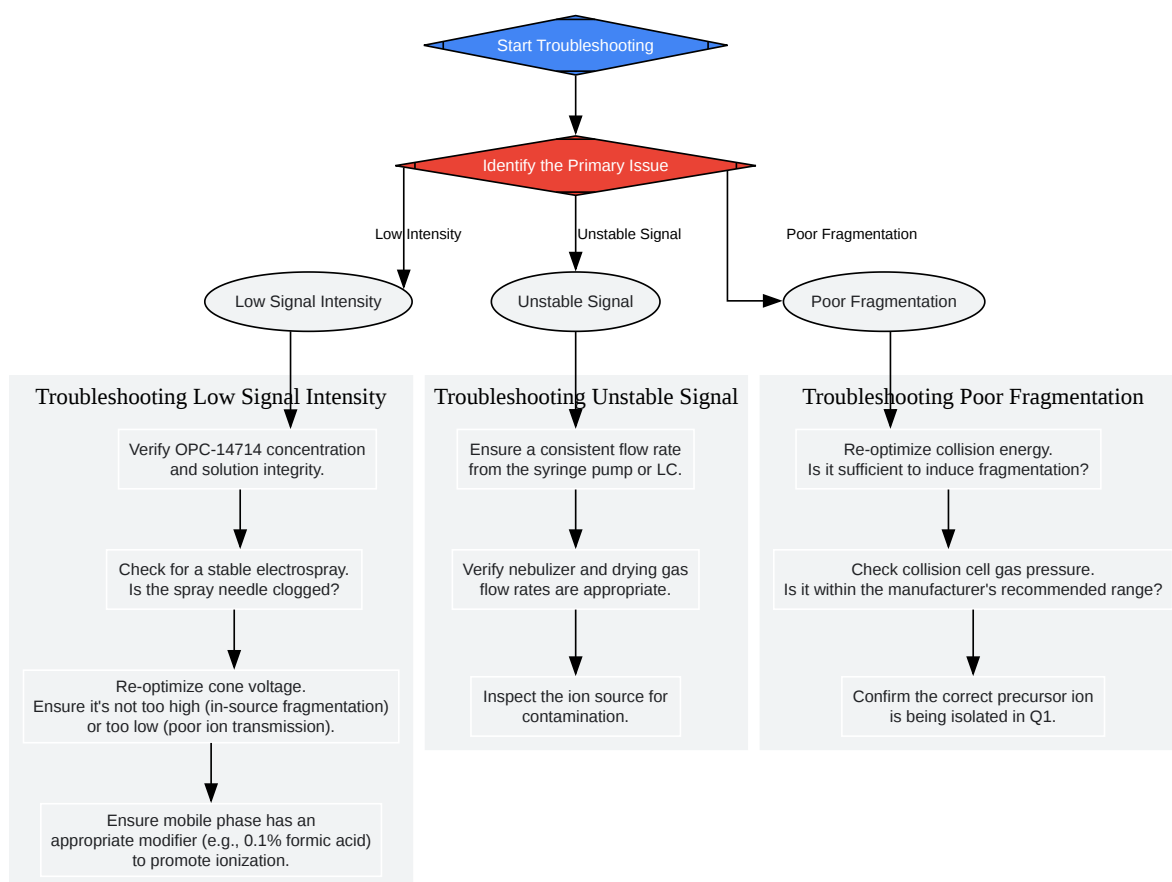 Start Troubleshooting
Identify the Primary Issue
Low Intensity
Unstable Signal
Poor Fragmentation
Low Signal Intensity
Unstable Signal
Poor Fragmentation
Troubleshooting Low Signal Intensity
Verify OPC-14714 concentration
and solution integrity.
Check for a stable electrospray.
Is the spray needle clogged?
Re-optimize cone voltage.
Ensure it's not too high (in-source fragmentation)
or too low (poor ion transmission).
Ensure mobile phase has an
appropriate modifier (e.g., 0.1% formic acid)
to promote ionization.
Troubleshooting Unstable Signal
Ensure a consistent flow rate
from the syringe pump or LC.
Verify nebulizer and drying gas
flow rates are appropriate.
Inspect the ion source for
contamination.
Troubleshooting Poor Fragmentation
Re-optimize collision energy.
Is it sufficient to induce fragmentation?
Check collision cell gas pressure.
Is it within the manufacturer's recommended range?
Confirm the correct precursor ion
is being isolated in Q1.